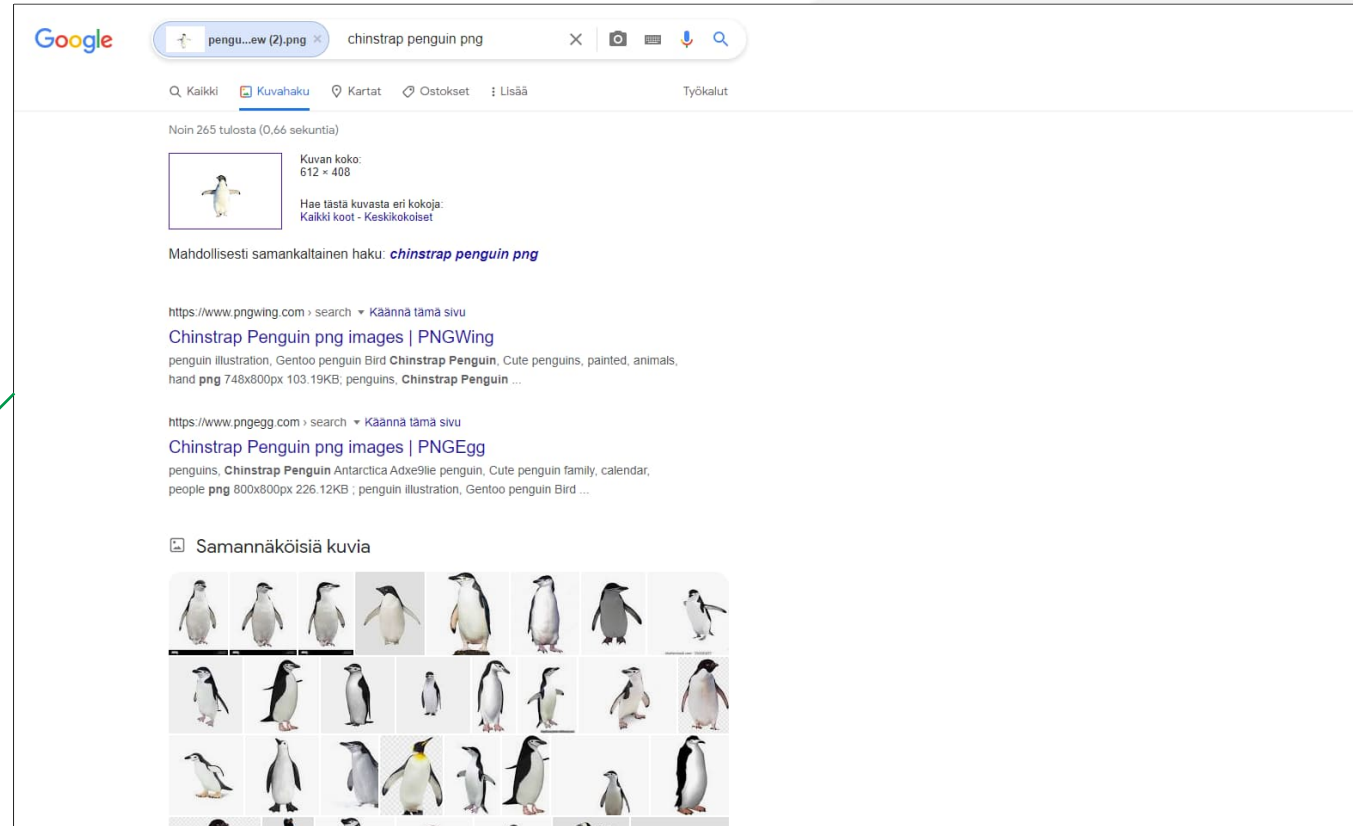 Google
pengu...ew (2).png × chinstrap penguin png
Kaikki Kuvahaku Kartat Ostokset Lisää Työkalut
Noin 265 tulosta (0,66 sekuntia)
Kuvan koko:
612 × 408
Hae tästä kuvasta eri kokoja:
Kaikki koot - Keskikokoiset
Mahdollisesti samankaltainen haku: chinstrap penguin png
https://www.pngwing.com › search Käännä tämä sivu
Chinstrap Penguin png images | PNGWing
penguin illustration, Gentoo penguin Bird Chinstrap Penguin, Cute penguins, painted, animals,
hand png 748x800px 103.19KB; penguins, Chinstrap Penguin ...
https://www.pngegg.com › search Käännä tämä sivu
Chinstrap Penguin png images | PNGEgg
penguins, Chinstrap Penguin Antarctica Adxe9lie penguin, Cute penguin family, calendar,
people png 800x800px 226.12KB ; penguin illustration, Gentoo penguin Bird ...
Samannäköisiä kuvia